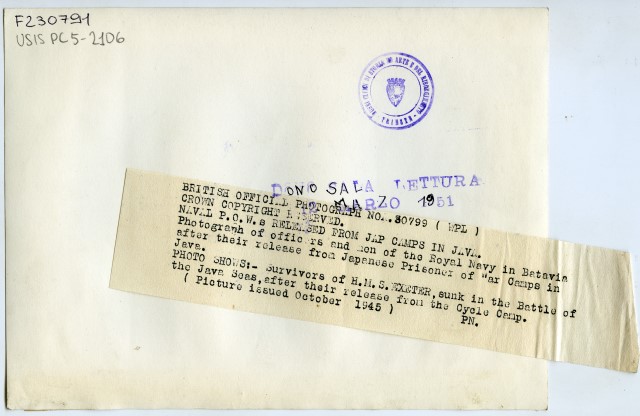 F230791
USIS PC5-2106
DONO SALA LETTURA
MARZO 1951
BRITISH OFFICIAL PHOTOGRAPH NO. 30799 ( EPL )
CROWN COPYRIGHT RESERVED.
NAVAL P.O.W.s RELEASED FROM JAP CAMPS IN JAVA.
Photograph of officers and men of the Royal Navy in Batavia
after their release from Japanese Prisoner of War Camps in
Java.
PHOTO SHOWS:- Survivors of H.M.S.EXETER, sunk in the Battle of
the Java Seas, after their release from the Cycle Camp.
( Picture issued October 1945 ) PN.